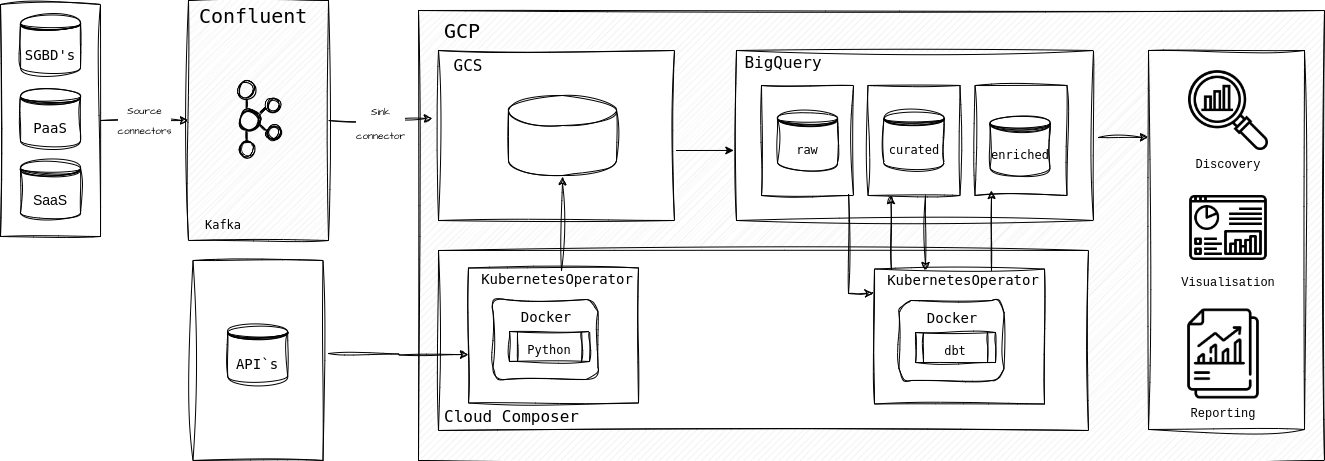 SGBD's
PaaS
SaaS
Source
connectors
Confluent
Kafka
Sink
connector
API`s
GCP
GCS
BigQuery
raw
curated
enriched
KubernetesOperator
Docker
Python
KubernetesOperator
Docker
dbt
Cloud Composer
Discovery
Visualisation
Reporting